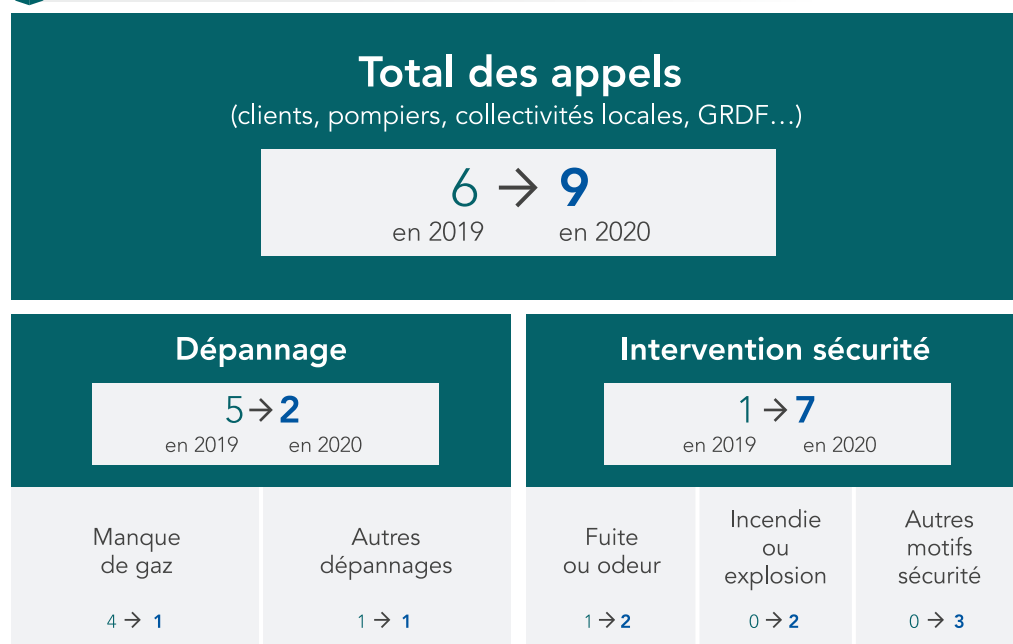 Total des appels
(clients, pompiers, collectivités locales, GRDF...)
6 → 9
en 2019 en 2020
Dépannage
5 → 2
en 2019 en 2020
Manque
de gaz
4 → 1
Autres
dépannages
1 → 1
Intervention sécurité
1 → 7
en 2019 en 2020
Fuite
ou odeur
1 → 2
Incendie
ou
explosion
0 → 2
Autres
motifs
sécurité
0 → 3